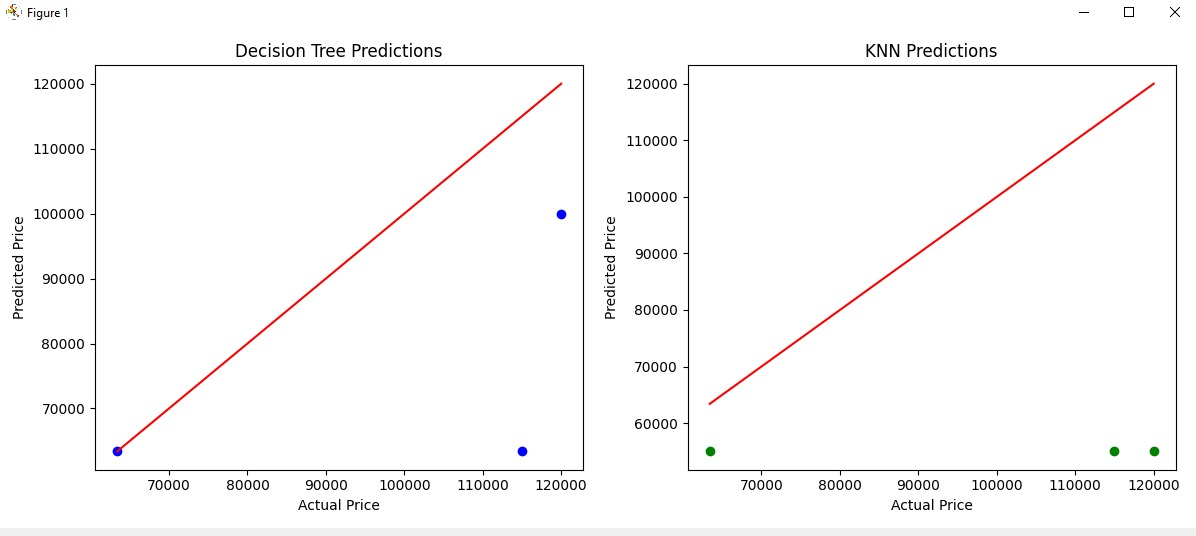 Figure 1
Decision Tree Predictions
120000
110000
100000
90000
80000
70000
Predicted Price
70000 80000 90000 100000 110000 120000
Actual Price
KNN Predictions
120000
110000
100000
90000
80000
70000
60000
Predicted Price
70000 80000 90000 100000 110000 120000
Actual Price